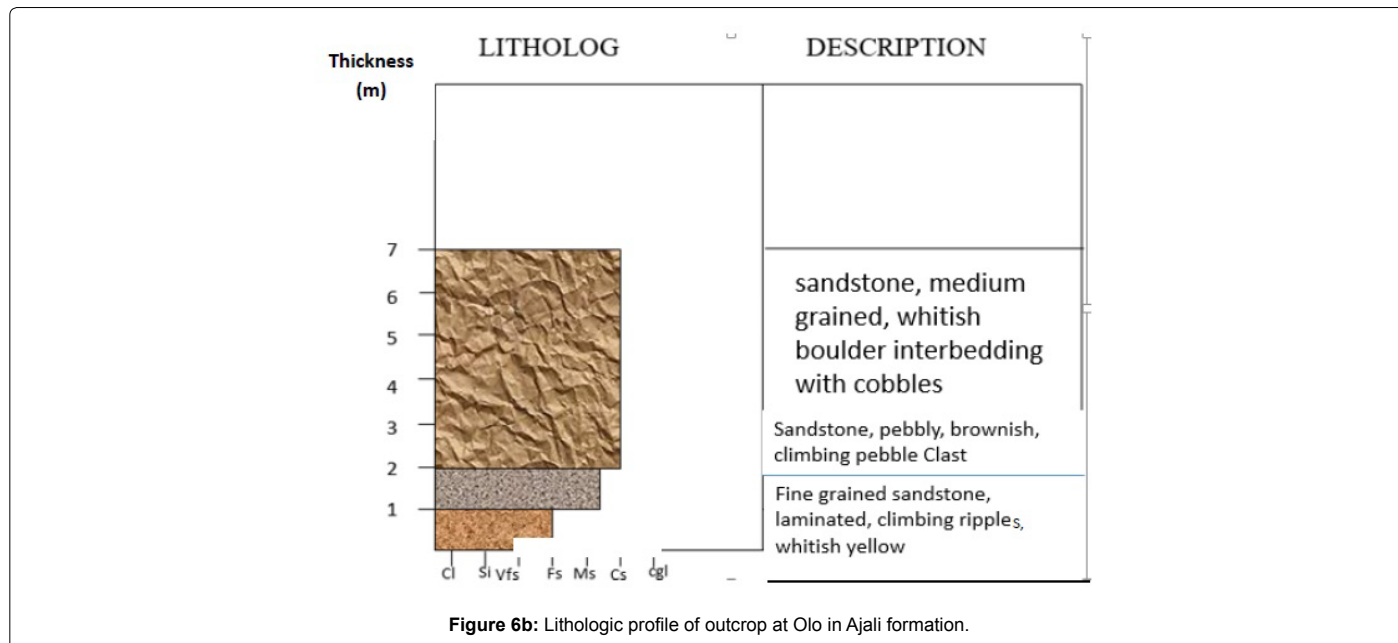 LITHOLOG
DESCRIPTION
Thickness
(m)
7
6
5
4
3
2
1
sandstone, medium
grained, whitish
boulder interbedding
with cobbles
Sandstone, pebbly, brownish,
climbing pebble Clast
Fine grained sandstone,
laminated, climbing ripples,
whitish yellow
Cl Si Vfs Fs Ms Cs cgl
Figure 6b: Lithologic profile of outcrop at Olo in Ajali formation.